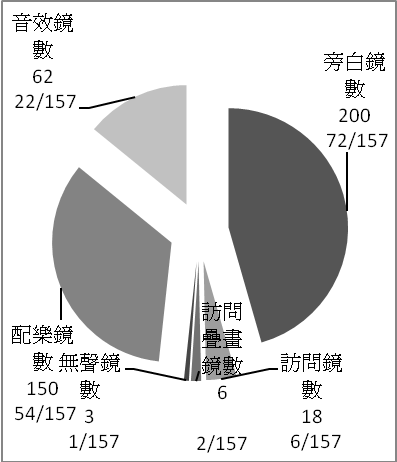 音效鏡
數
62
22/157
旁白鏡
數
200
72/157
配樂鏡
數
150
54/157
無聲鏡
數
3
1/157
訪問
疊畫
鏡數
6
2/157
訪問鏡
數
18
6/157